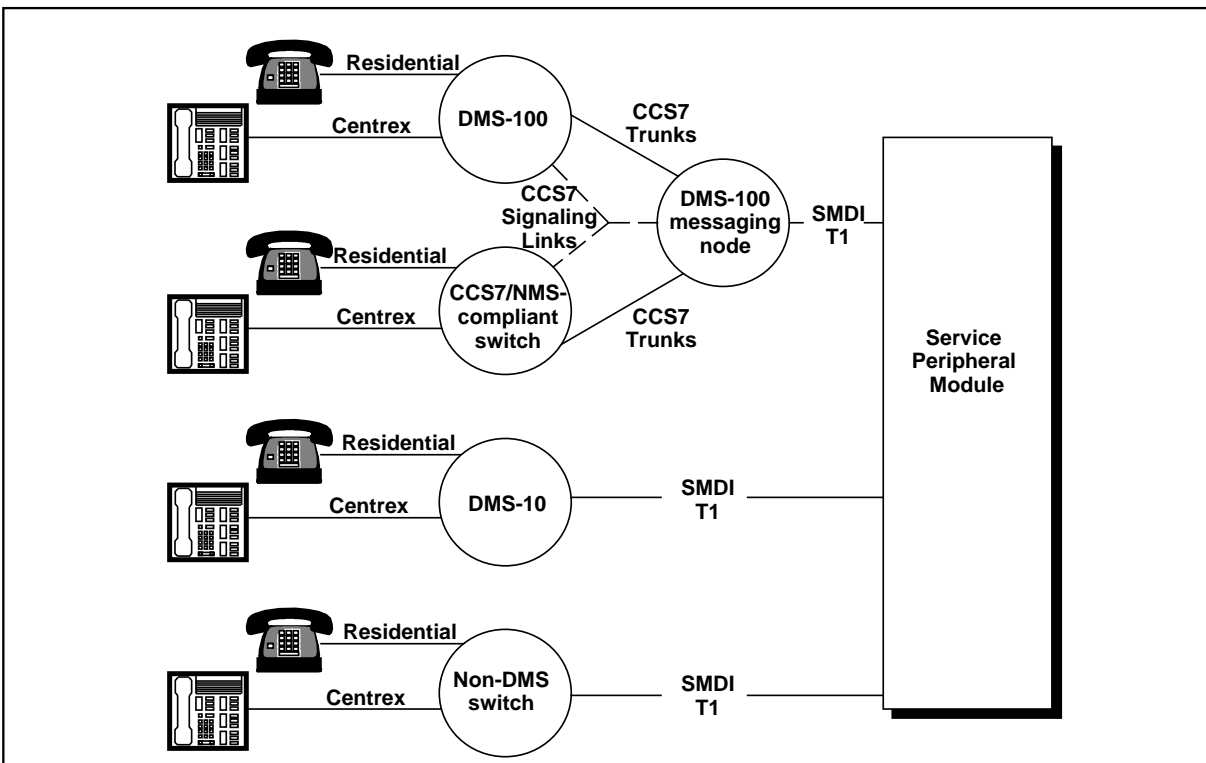 Residential
Centrex
DMS-100
CCS7
Trunks
CCS7
Signaling
Links
DMS-100
messaging
node
SMDI
T1
Residential
Centrex
CCS7/NMS-
compliant
switch
CCS7
Trunks
Service
Peripheral
Module
Residential
Centrex
DMS-10
SMDI
T1
Residential
Centrex
Non-DMS
switch
SMDI
T1